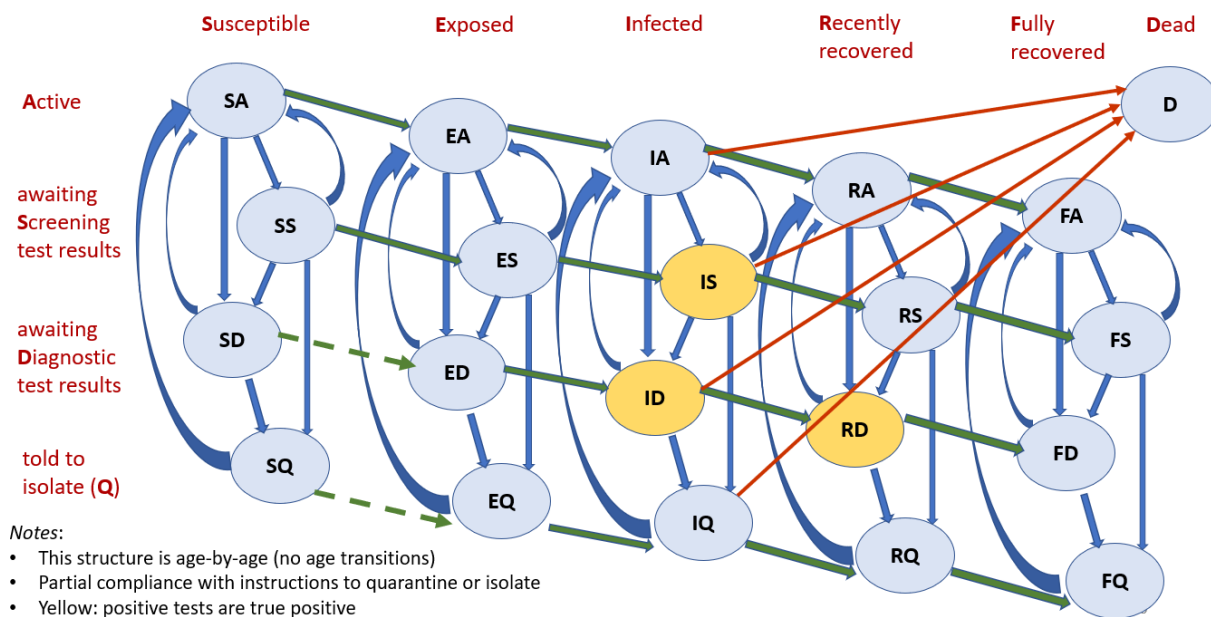 Susceptible
Exposed
Infected
Recently
recovered
Fully
recovered
Dead
Active
awaiting
Screening
test results
awaiting
Diagnostic
test results
told to
isolate (Q)
SA
EA
IA
RA
FA
D
SS
ES
IS
RS
FS
SD
ED
ID
RD
FD
SQ
EQ
IQ
RQ
FQ
Notes:
• This structure is age-by-age (no age transitions)
• Partial compliance with instructions to quarantine or isolate
• Yellow: positive tests are true positive